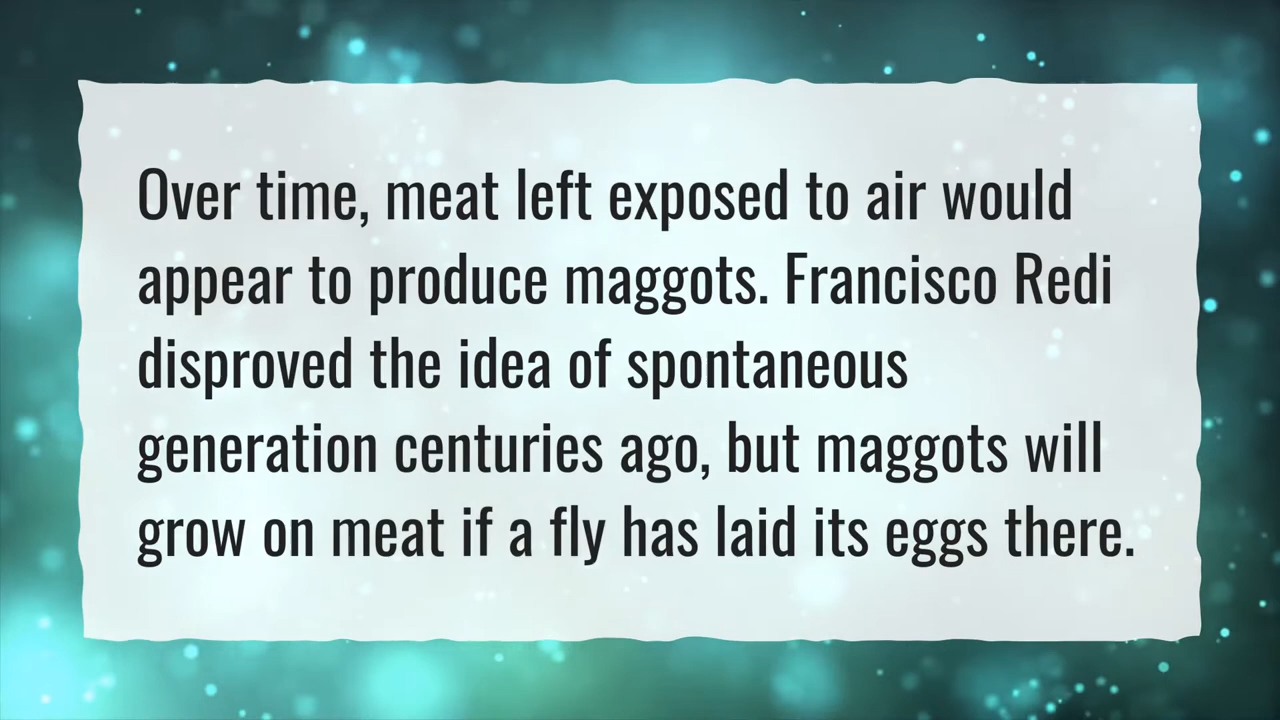 Over time, meat left exposed to air would
appear to produce maggots. Francisco Redi
disproved the idea of spontaneous
generation centuries ago, but maggots will
grow on meat if a fly has laid its eggs there.